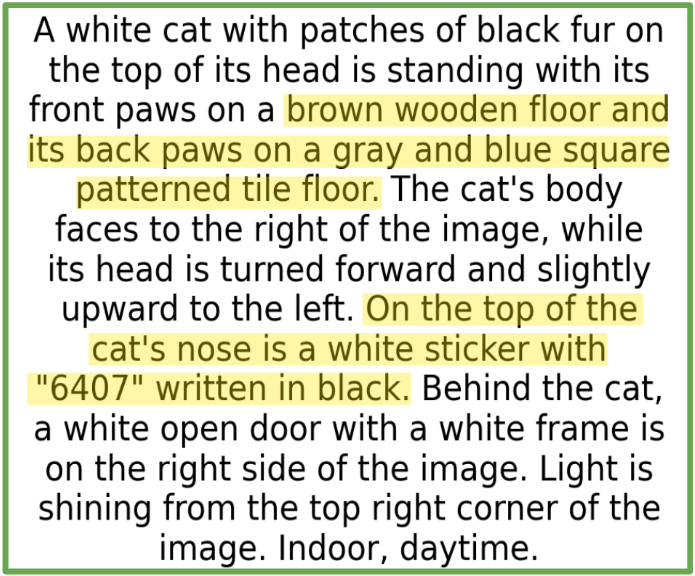 A white cat with patches of black fur on
the top of its head is standing with its
front paws on a brown wooden floor and
its back paws on a gray and blue square
patterned tile floor. The cat's body
faces to the right of the image, while
its head is turned forward and slightly
upward to the left. On the top of the
cat's nose is a white sticker with
"6407" written in black. Behind the cat,
a white open door with a white frame is
on the right side of the image. Light is
shining from the top right corner of the
image. Indoor, daytime.